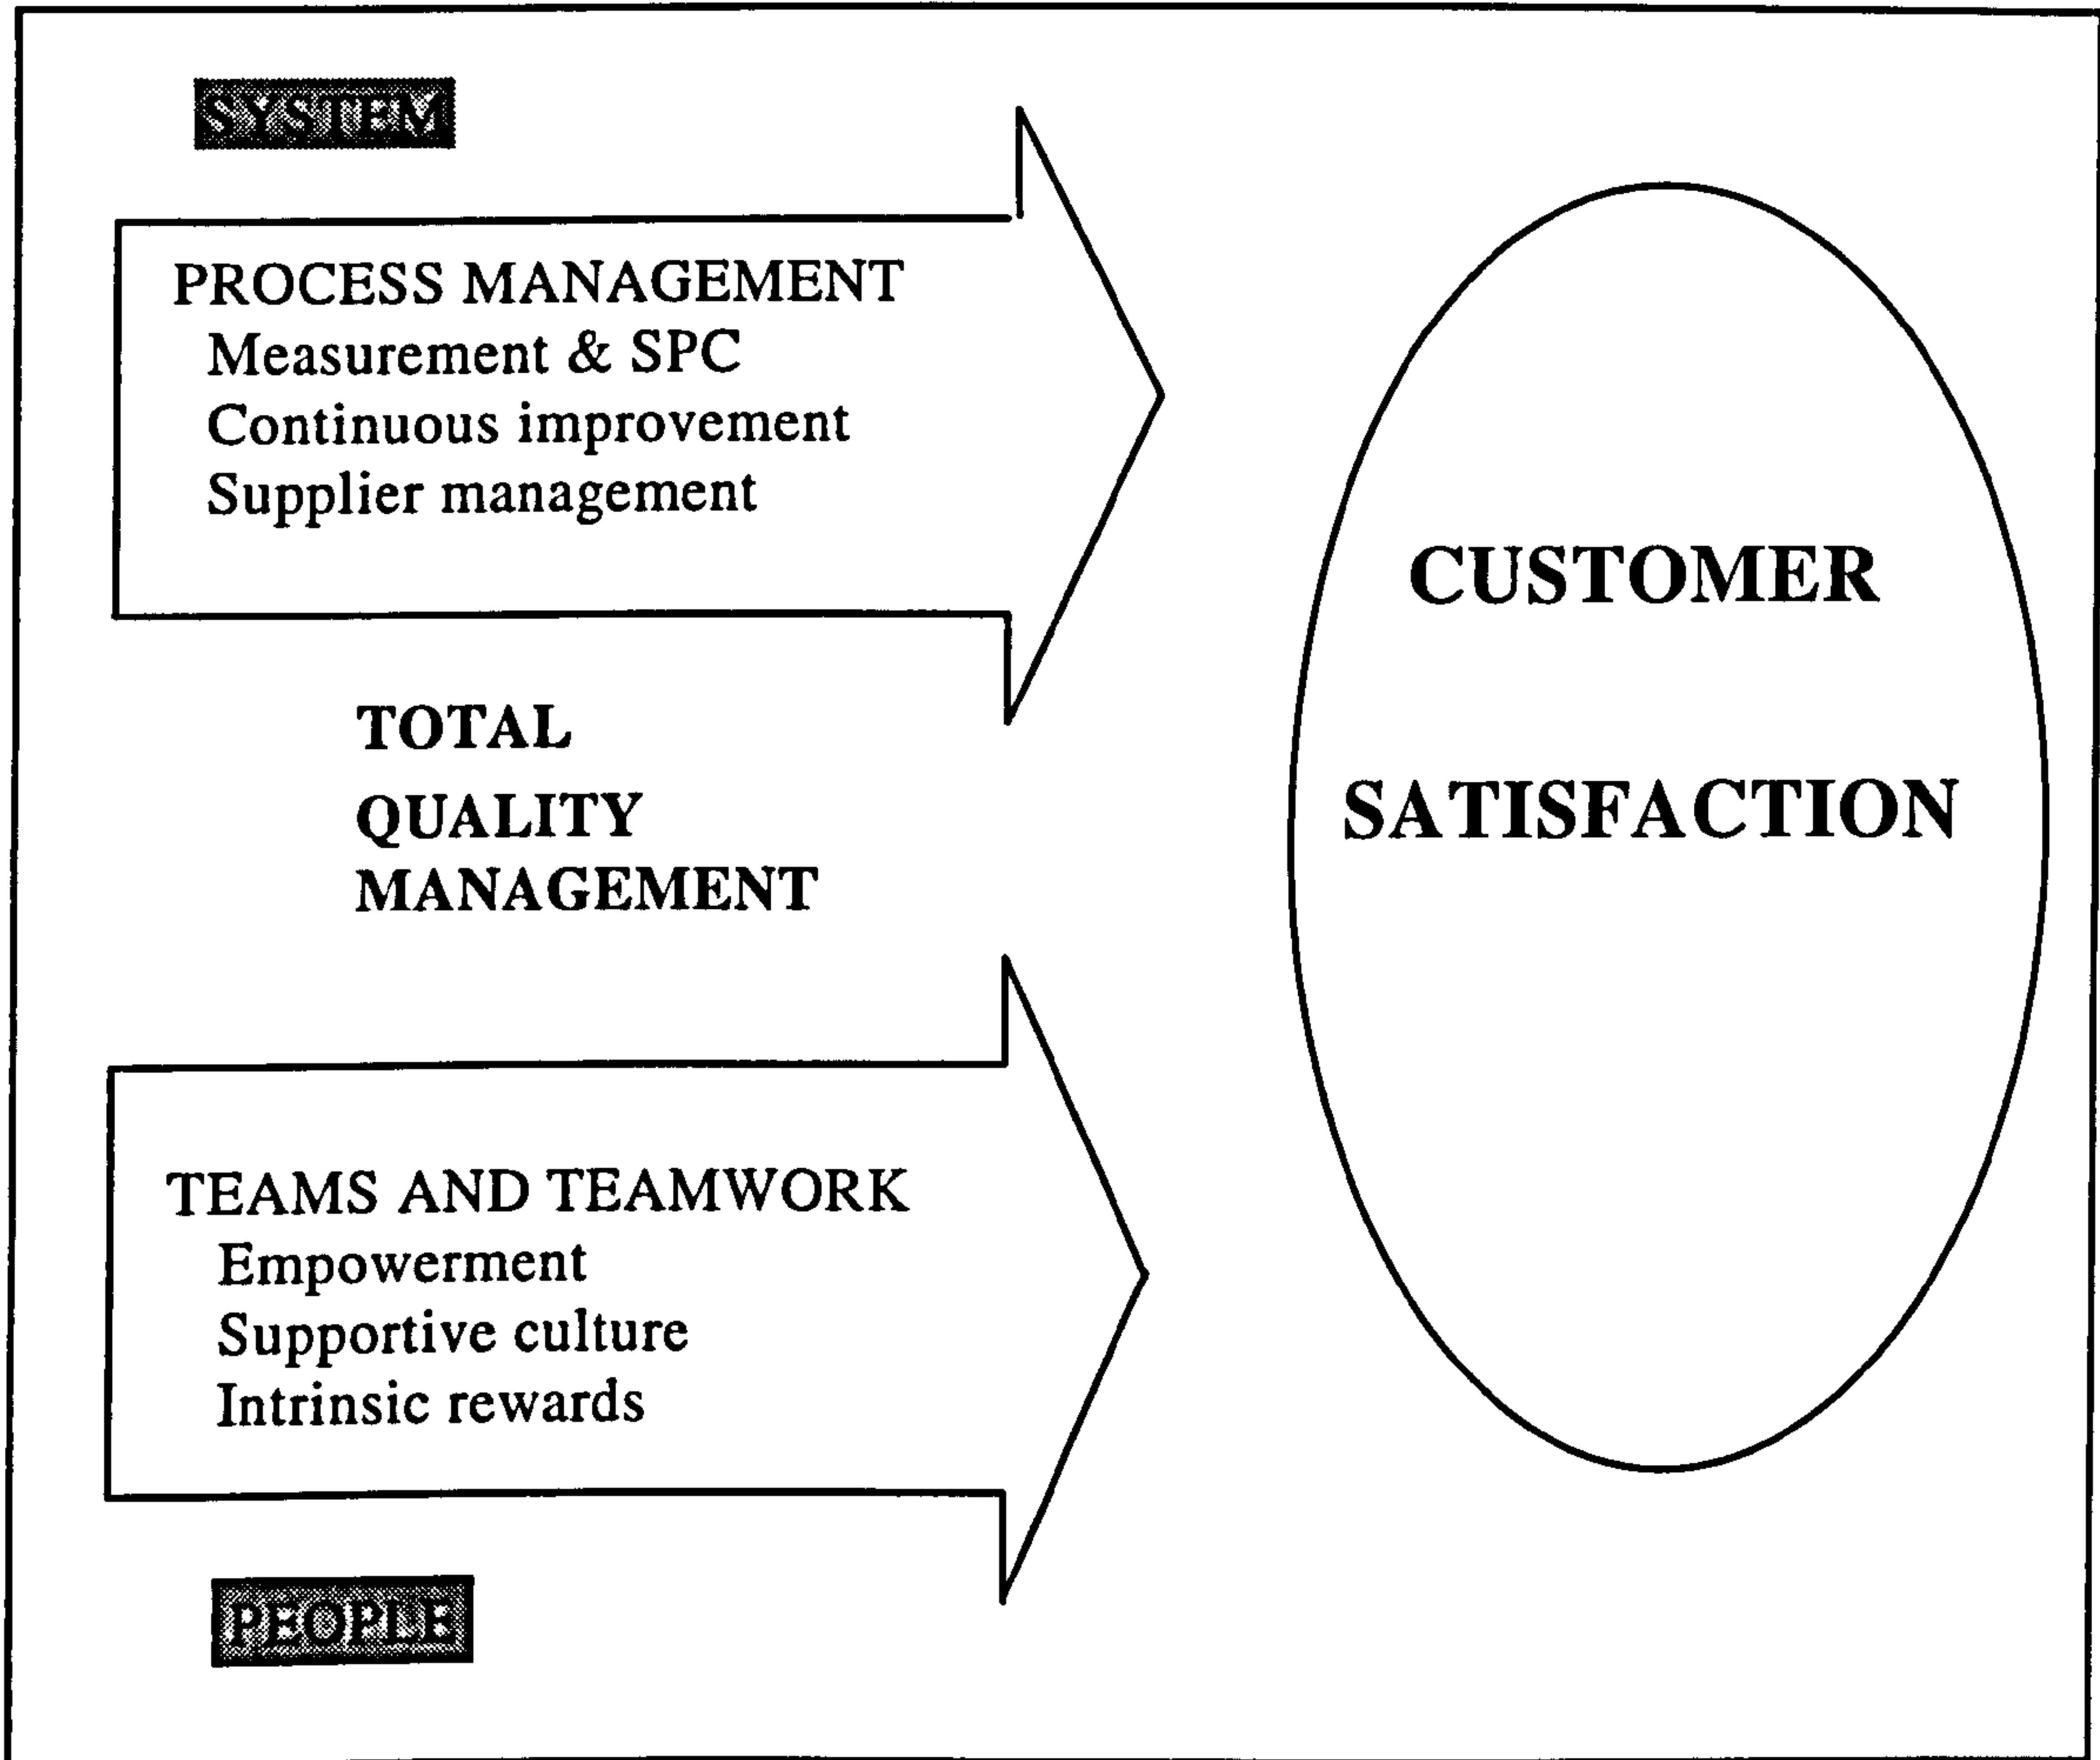 SYSTEM
PROCESS MANAGEMENT
Measurement & SPC
Continuous improvement
Supplier management
TOTAL
QUALITY
MANAGEMENT
TEAMS AND TEAMWORK
Empowerment
Supportive culture
Intrinsic rewards
PEOPLE
CUSTOMER
SATISFACTION